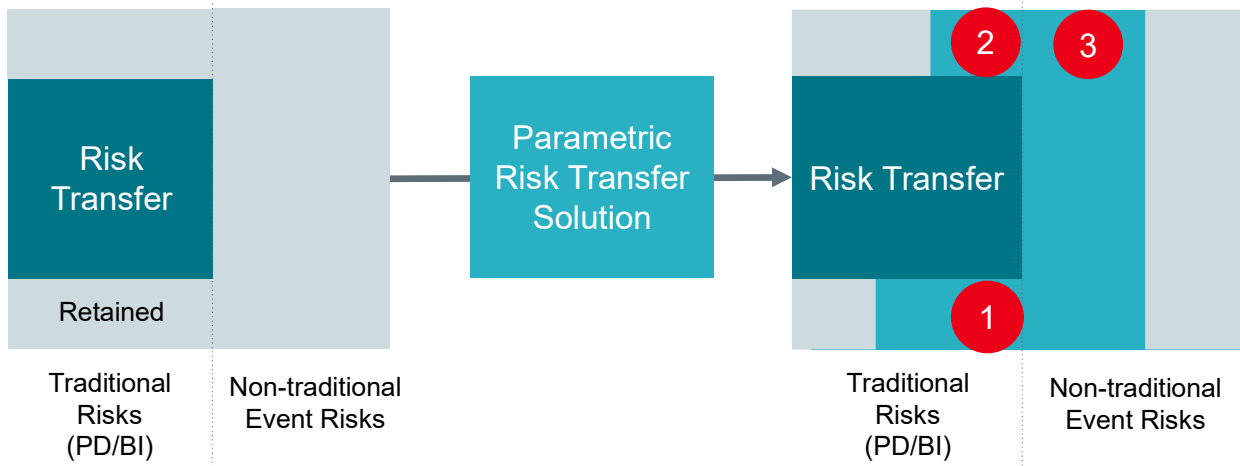 Risk
Transfer
Retained
Traditional
Risks
(PD/BI)
Non-traditional
Event Risks
Parametric
Risk Transfer
Solution
2
3
Risk Transfer
1
Traditional
Risks
(PD/BI)
Non-traditional
Event Risks